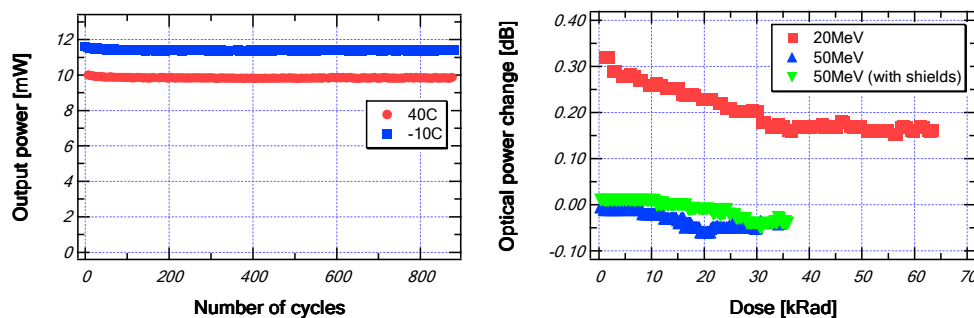 Output power [mW]
12
10
8
6
4
2
0
40C
-10C
0
200
400
600
800
Number of cycles
Optical power change [dB]
0.40
0.30
0.20
0.10
0.00
-0.10
20MeV
50MeV
50MeV (with shields)
0
10
20
30
40
50
60
70
Dose [kRad]